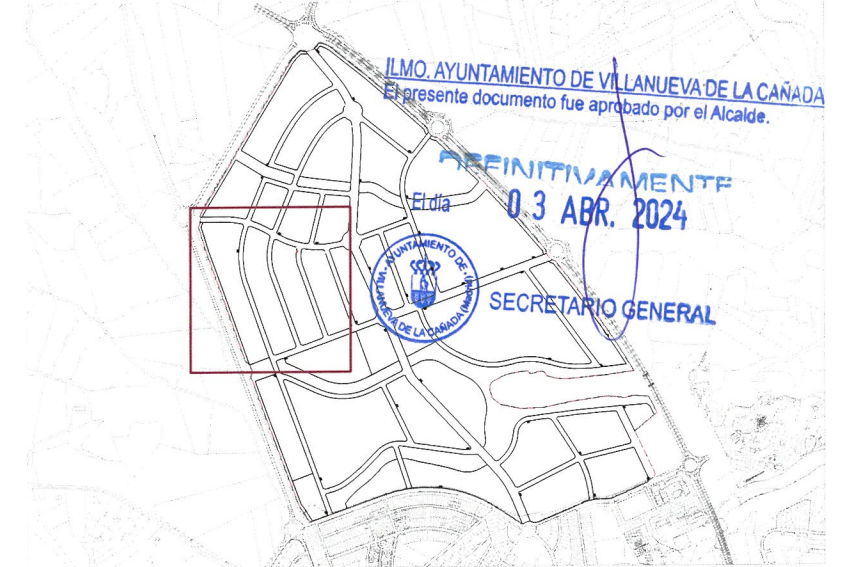 ILMO. AYUNTAMIENTO DE VILLANUEVA DE LA CAÑADA
El presente documento fue aprobado por el Alcalde.
DEFINITIVAMENTE
El día 03 ABR. 2024
AYUNTAMIENTO DE VILLANUEVA DE LA CAÑADA (Madrid)
SECRETARIO GENERAL